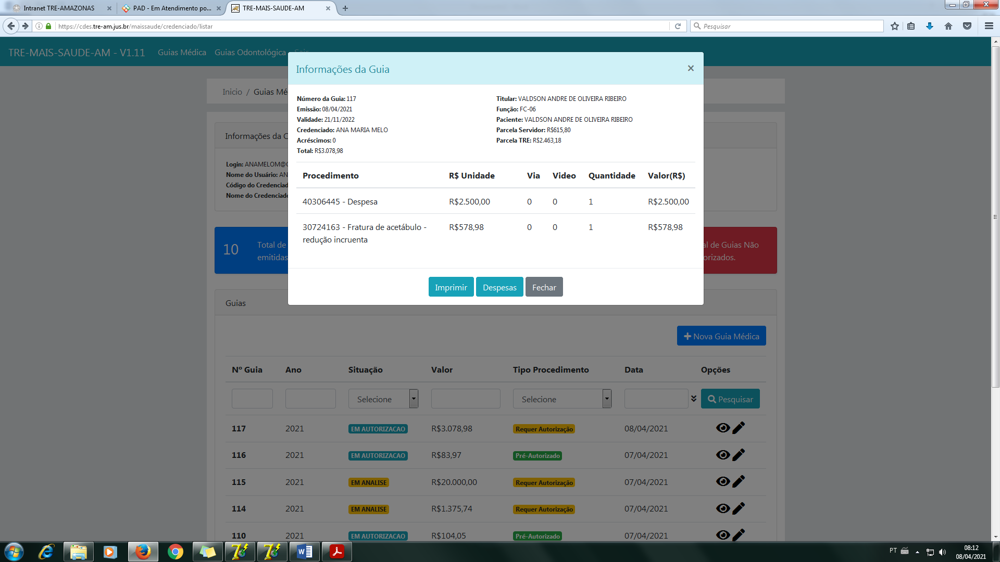 Intranet TRE-AMAZONAS
PAD - Em Atendimento po...
TRE-MAIS-SAUDE-AM
https://cdes.tre-am.jus.br/maissaude/credenciado/listar
Pesquisar
TRE-MAIS-SAUDE-AM - V1.11 Guias Médica Guias Odontológica Sair
Informações da Guia ×
Inicio / Guias Mé
Número da Guia: 117
Emissão: 08/04/2021
Validade: 21/11/2022
Credenciado: ANA MARIA MELO
Acréscimos: 0
Total: R$3.078,98
Titular: VALDSON ANDRE DE OLIVEIRA RIBEIRO
Função: FC-06
Paciente: VALDSON ANDRE DE OLIVEIRA RIBEIRO
Parcela Servidor: R$615,80
Parcela TRE: R$2.463,18
Procedimento R$ Unidade Via Video Quantidade Valor(R$)
40306445 - Despesa R$2.500,00 0 0 1 R$2.500,00
30724163 - Fratura de acetábulo - R$578,98 0 0 1 R$578,98
redução incruenta
Imprimir Despesas Fechar
Informações da C
Login: ANAMELOM@
Nome do Usuário: AN
Código do Credenciad
Nome do Credenciado
10 Total de
emitidas
al de Guias Não
orizados.
Guias
Nova Guia Médica
Nº Guia Ano Situação Valor Tipo Procedimento Data Opções
Selecione Selecione Pesquisar
117 2021 EM AUTORIZACAO R$3.078,98 Requer Autorização 08/04/2021
116 2021 EM AUTORIZACAO R$83,97 Pré-Autorizado 07/04/2021
115 2021 EM ANALISE R$20.000,00 Requer Autorização 07/04/2021
114 2021 EM ANALISE R$1.375,74 Requer Autorização 07/04/2021
110 2021 EM AUTORIZACAO R$104,05 Pré-Autorizado 07/04/2021
PT
08:12
08/04/2021